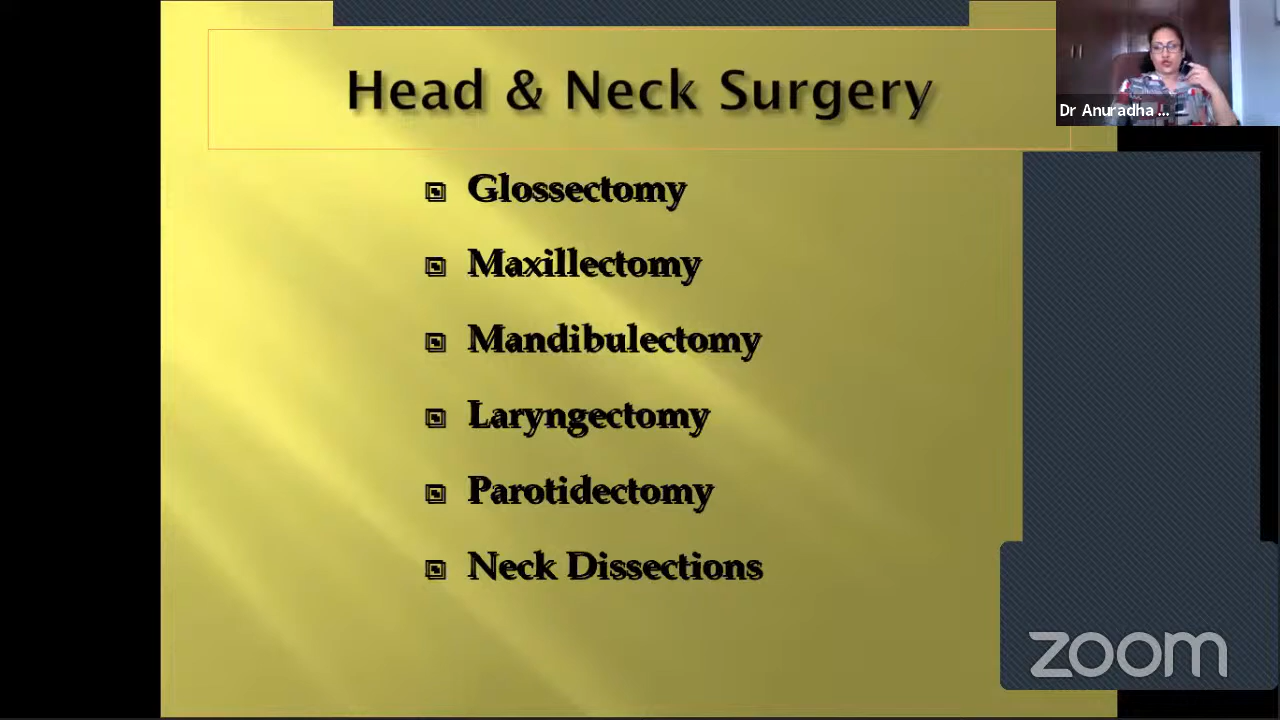 Head & Neck Surgery
Dr Anuradha ...
Glossectomy
Maxillectomy
Mandibulectomy
Laryngectomy
Parotidectomy
Neck Dissections
zoom